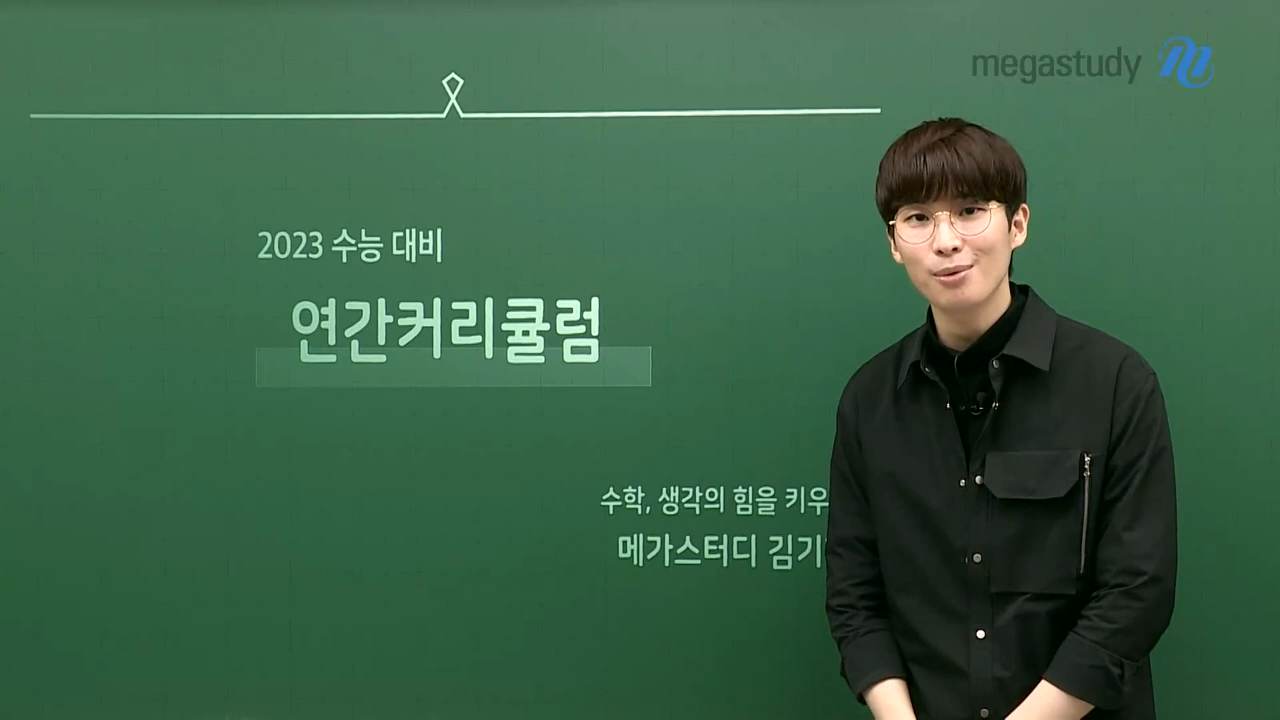 megastudy
2023 수능 대비
연간커리큘럼
수학, 생각의 힘을 키우
메가스터디 김기